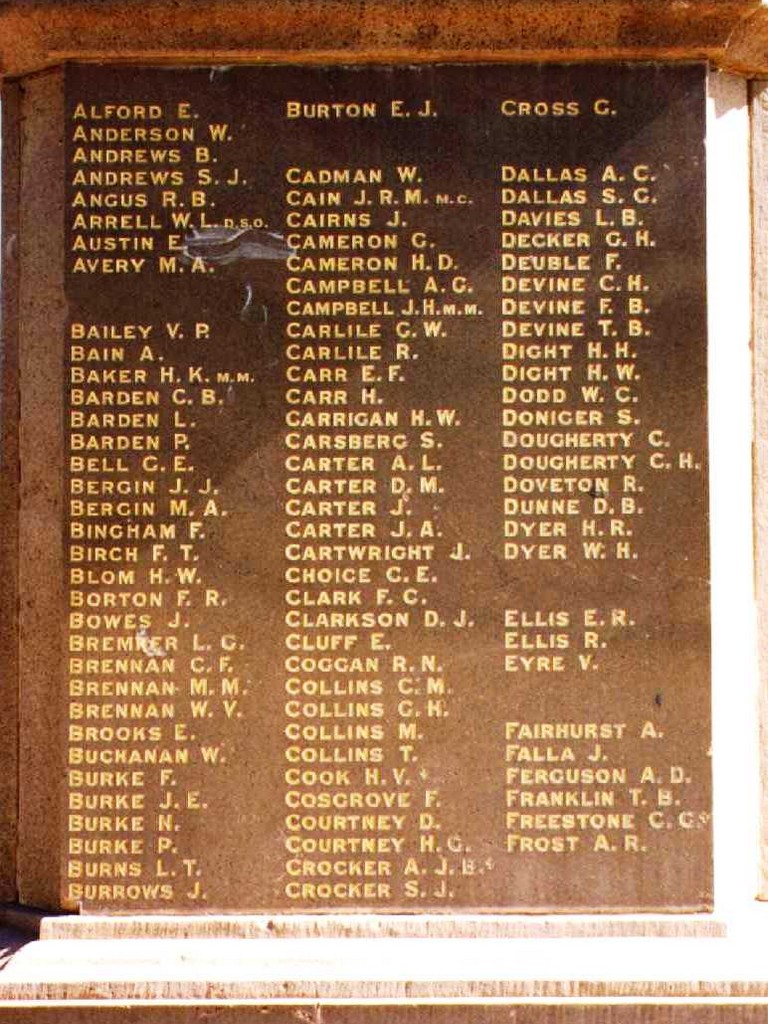 ALFORD E.
ANDERSON W.
ANDREWS B.
ANDREWS S. J.
ANGUS R. B.
ARRELL W. L. D.S.O.
AUSTIN E.
AVERY M. A.
BAILEY V. P.
BAIN A.
BAKER H. K. M.M.
BARDEN C. B.
BARDEN L.
BARDEN P.
BELL G. E.
BERGIN J. J.
BERGIN M. A.
BINGHAM F.
BIRCH F. T.
BLOM H. W.
BORTON F. R.
BOWES J.
BREMNER L. G.
BRENNAN C. F.
BRENNAN M. M.
BRENNAN W. V.
BROOKS E.
BUCHANAN W.
BURKE F.
BURKE J. E.
BURKE N.
BURKE P.
BURNS L. T.
BURROWS J.
BURTON E. J.
CADMAN W.
CAIN J. R. M. M.C.
CAIRNS J.
CAMERON G.
CAMERON H. D.
CAMPBELL A. G.
CAMPBELL J. H. M.M.
CARLILE G. W.
CARLILE R.
CARR E. F.
CARR H.
CARRIGAN H. W.
CARSBERG S.
CARTER A. L.
CARTER D. M.
CARTER J.
CARTER J. A.
CARTWRIGHT J.
CHOICE C. E.
CLARK F. C.
CLARKSON D. J.
CLUFF E.
COGGAN R. N.
COLLINS C. M.
COLLINS G. H.
COLLINS M.
COLLINS T.
COOK H. V.
COSGROVE F.
COURTNEY D.
COURTNEY H. G.
CROCKER A. J. B.
CROCKER S. J.
CROSS G.
DALLAS A. C.
DALLAS S. G.
DAVIES L. B.
DECKER G. H.
DEUBLE F.
DEVINE C. H.
DEVINE F. B.
DEVINE T. B.
DIGHT H. H.
DIGHT H. W.
DODD W. C.
DONIGER S.
DOUGHERTY C.
DOUGHERTY C. H.
DOVETON R.
DUNNE D. B.
DYER H. R.
DYER W. H.
ELLIS E. R.
ELLIS R.
EYRE V.
FAIRHURST A.
FALLA J.
FERGUSON A. D.
FRANKLIN T. B.
FREESTONE C. G.
FROST A. R.